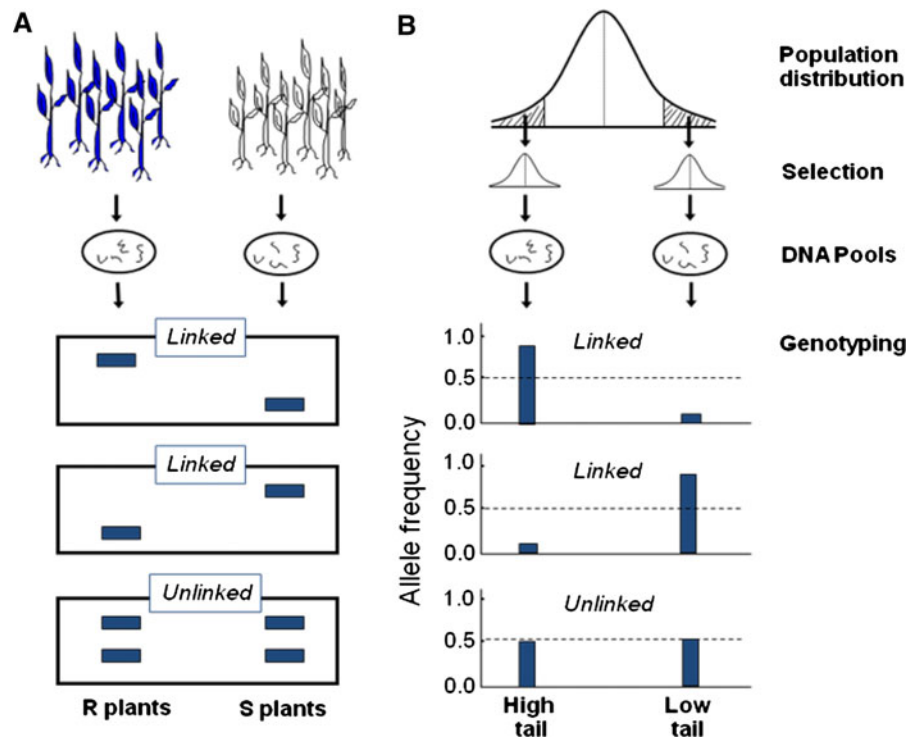 A
B
Population
distribution
Selection
DNA Pools
Genotyping
Linked
Linked
Unlinked
R plants
S plants
Allele frequency
1.0
0.5
0.0
Linked
1.0
0.5
0.0
Linked
1.0
0.5
0.0
Unlinked
High
tail
Low
tail